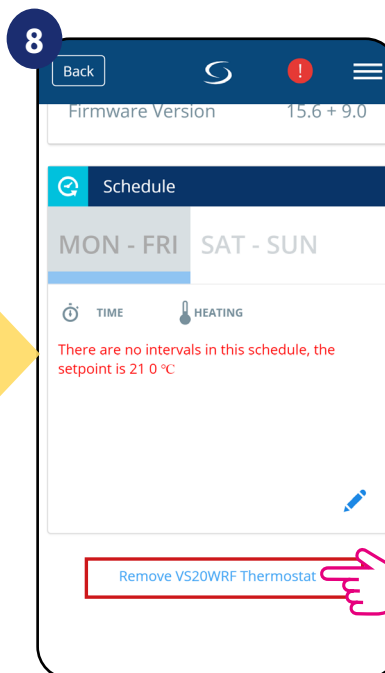 8
Back
!
Firmware Version 15.6 + 9.0
Schedule
MON - FRI SAT - SUN
TIME HEATING
There are no intervals in this schedule, the
setpoint is 21 0 °C
Remove VS20WRF Thermostat